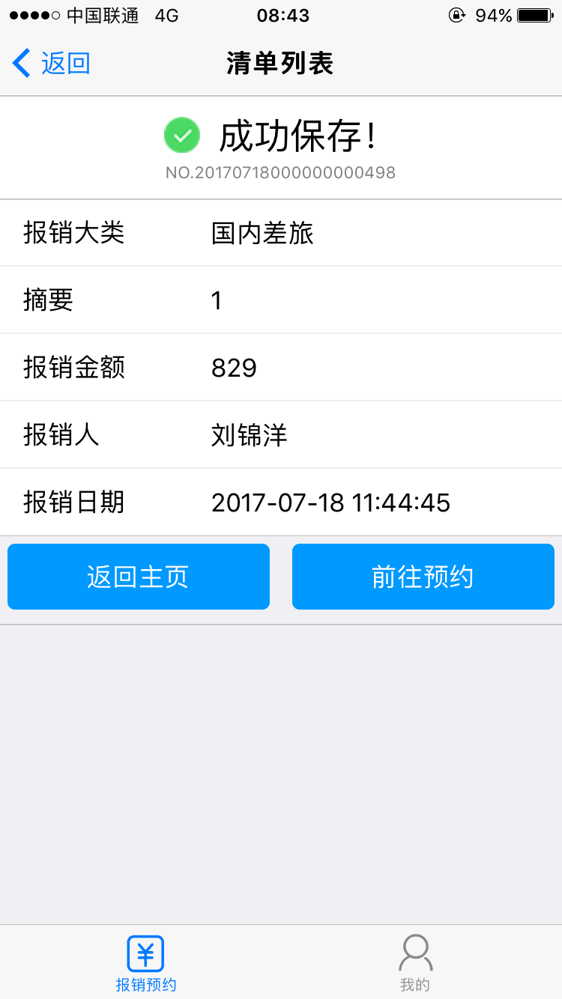 中国联通 4G 08:43 94%
返回 清单列表
成功保存！
NO.20170718000000000498
报销大类 国内差旅
摘要 1
报销金额 829
报销人 刘锦洋
报销日期 2017-07-18 11:44:45
返回主页 前往预约
报销预约 我的